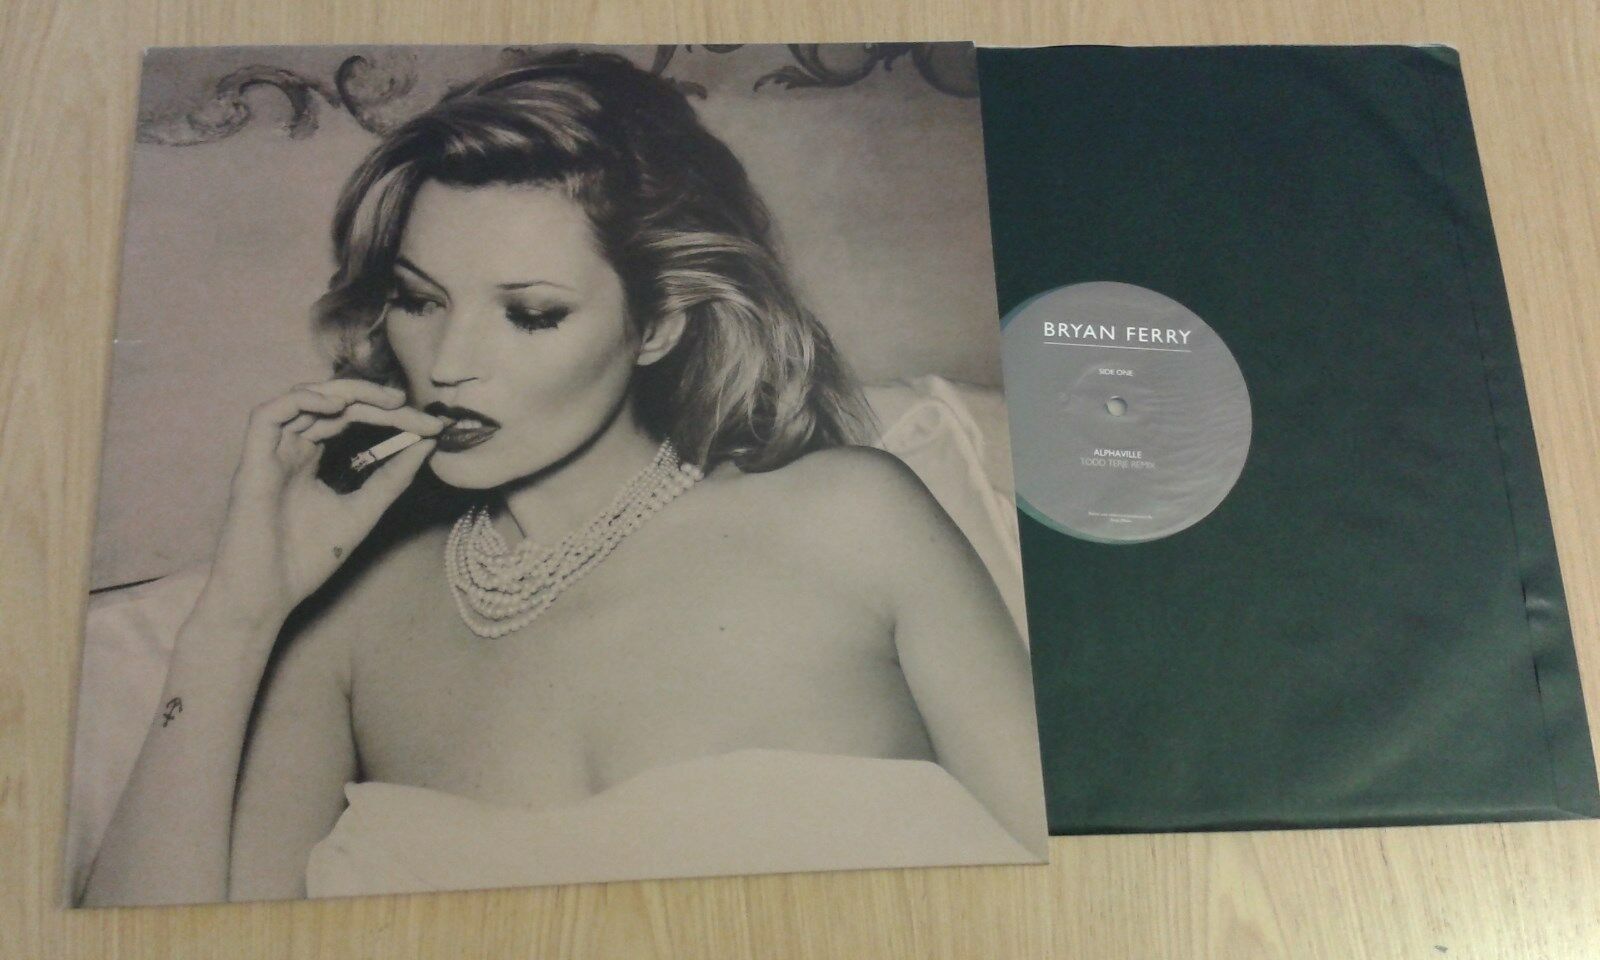 BRYAN FERRY
SIDE ONE
ALPHAVILLE
TODD TERJE REMIX